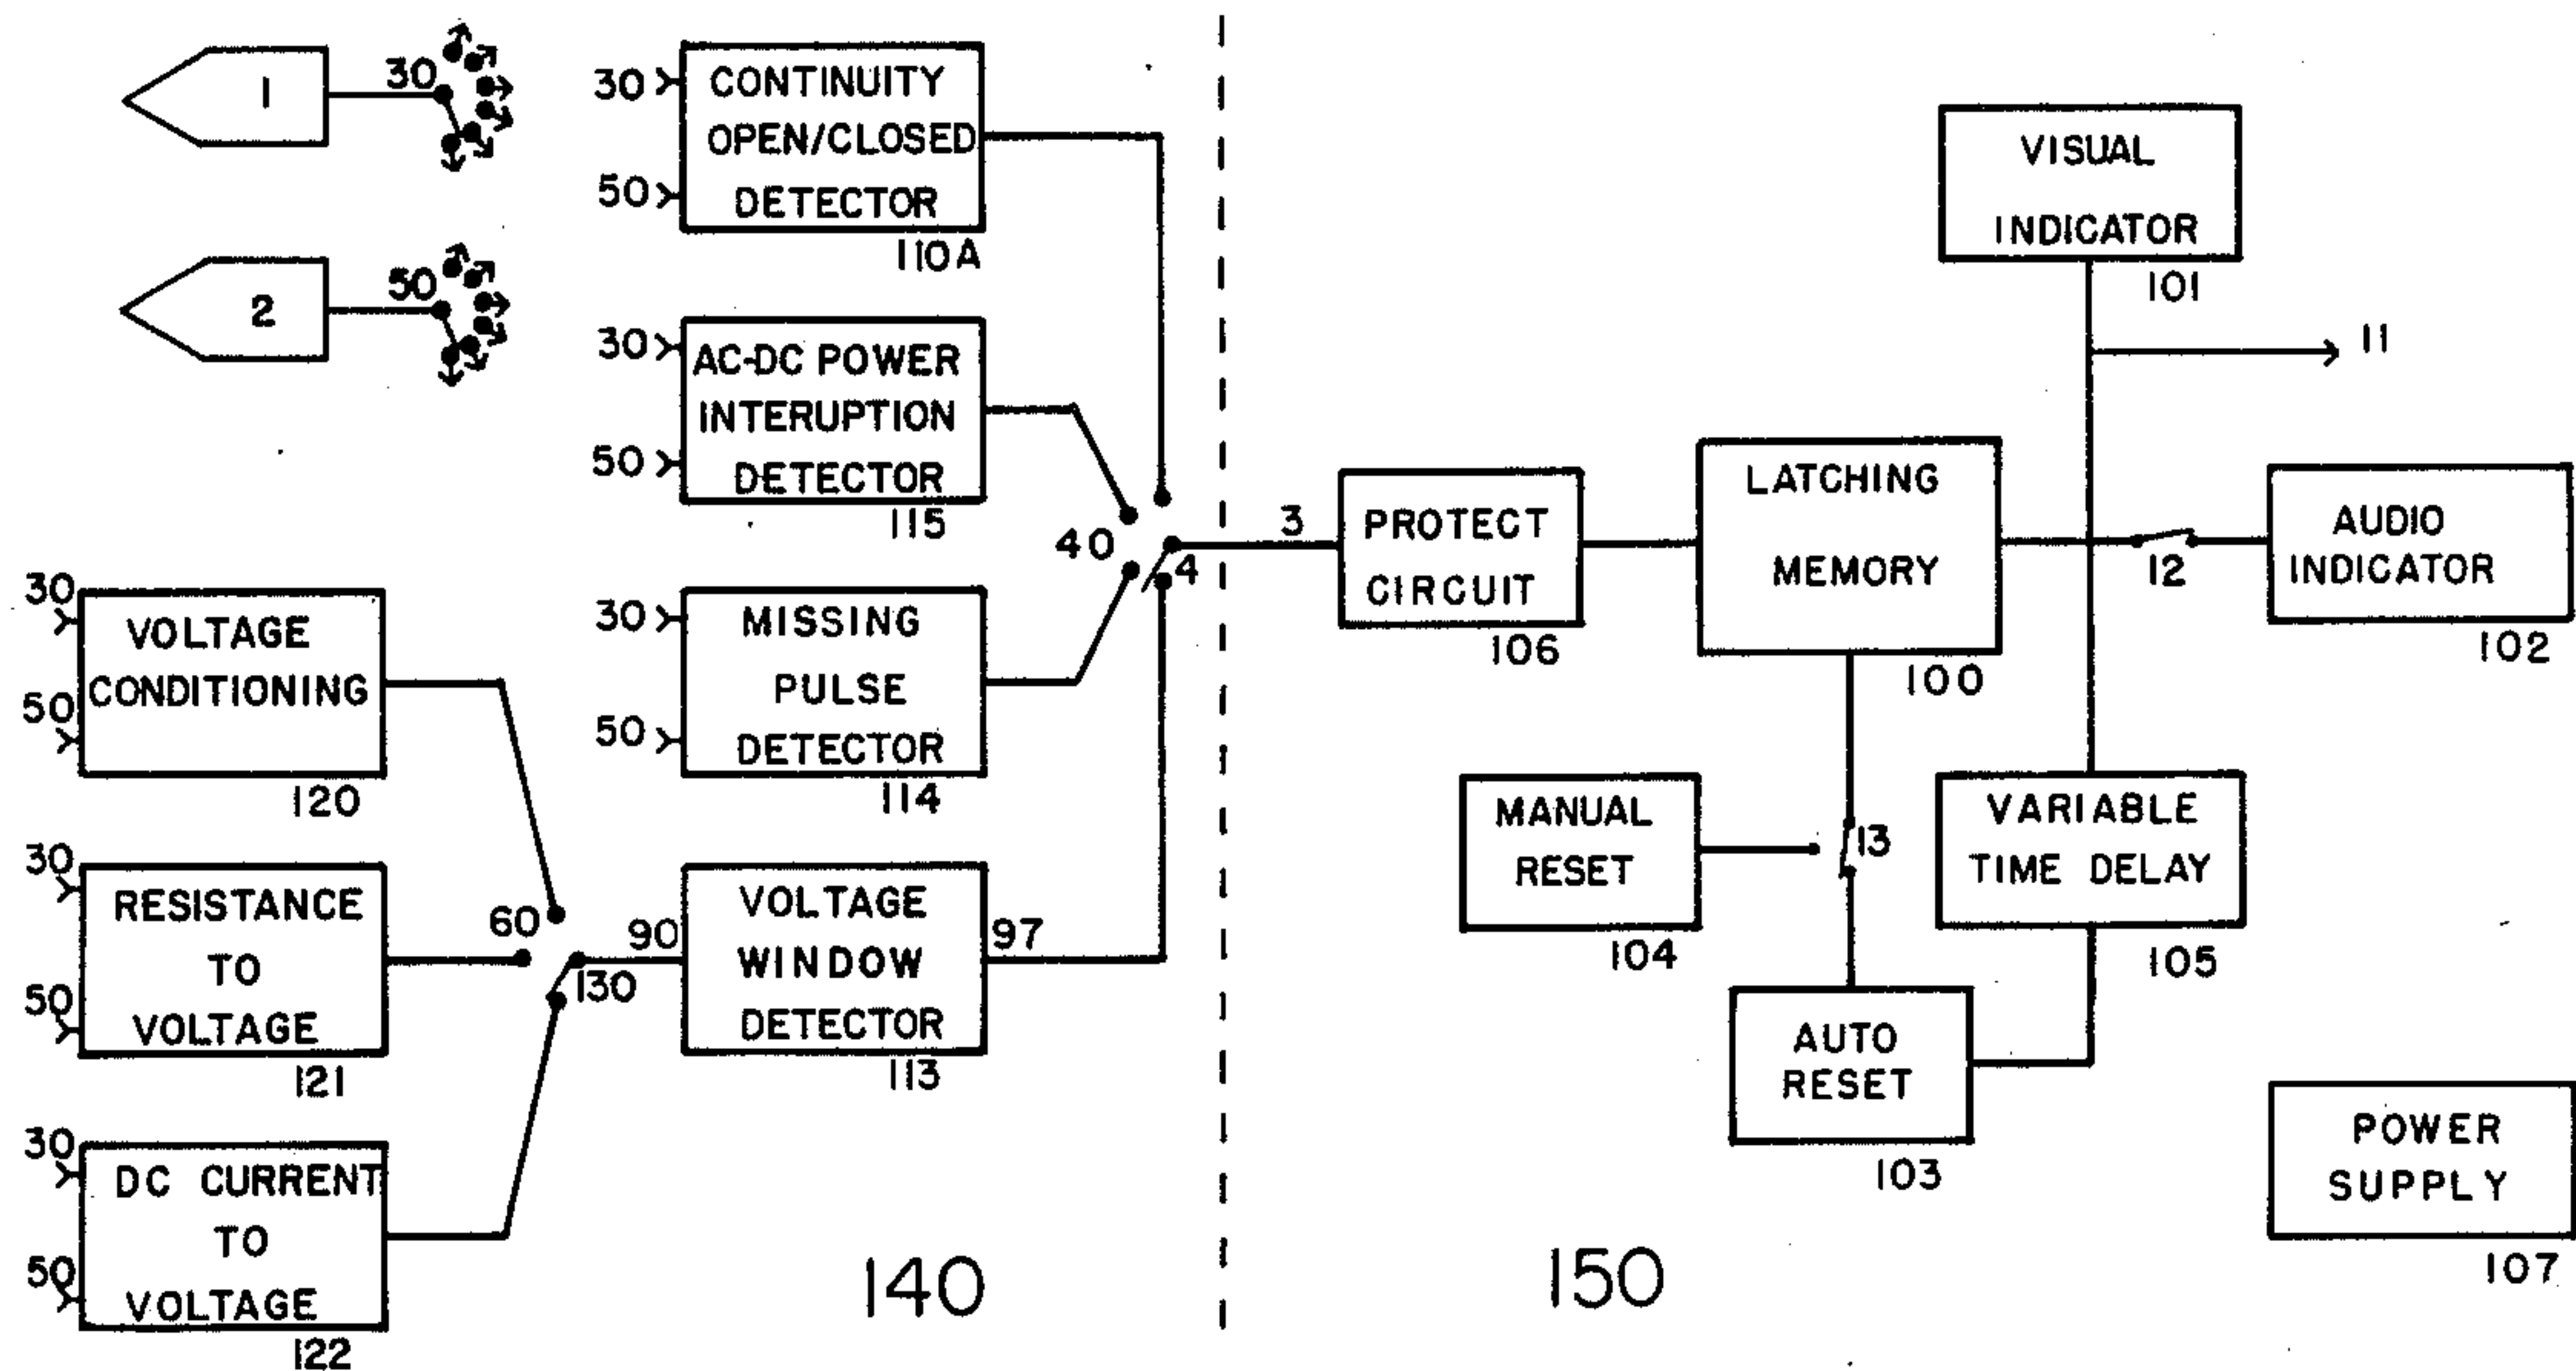 1
30
2
50
30
50
CONTINUITY
OPEN/CLOSED
DETECTOR
110A
30
50
AC-DC POWER
INTERUPTION
DETECTOR
115
30
50
MISSING
PULSE
DETECTOR
114
30
50
VOLTAGE
CONDITIONING
120
30
50
RESISTANCE
TO
VOLTAGE
121
30
50
DC CURRENT
TO
VOLTAGE
122
60
130
90
VOLTAGE
WINDOW
DETECTOR
113
97
40
4
3
140
PROTECT
CIRCUIT
106
LATCHING
MEMORY
100
VISUAL
INDICATOR
101
11
12
AUDIO
INDICATOR
102
MANUAL
RESET
104
13
VARIABLE
TIME DELAY
105
AUTO
RESET
103
POWER
SUPPLY
107
150